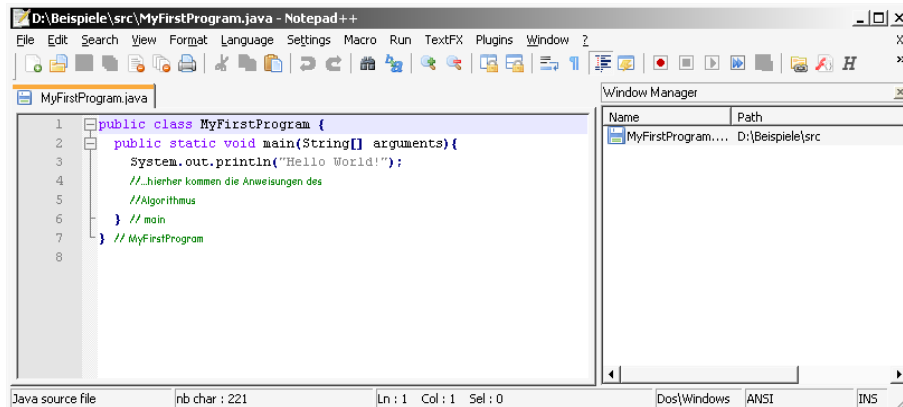 D:\Beispiele\src\MyFirstProgram.java - Notepad++
File Edit Search View Format Language Settings Macro Run TextFX Plugins Window ? X
MyFirstProgram.java
Window Manager
Name Path
MyFirstProgram.... D:\Beispiele\src
1 public class MyFirstProgram {
2 public static void main(String[] arguments){
3 System.out.println("Hello World!");
4 //...hierher kommen die Anweisungen des
5 //Algorithmus
6 } // main
7 } // MyFirstProgram
8
Java source file nb char : 221 Ln : 1 Col : 1 Sel : 0 Dos\Windows ANSI INS